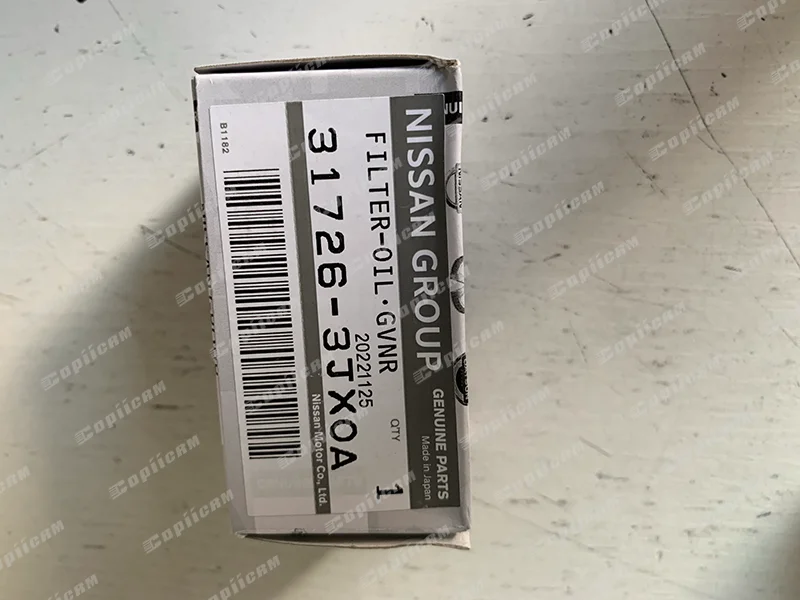 NISSAN GROUP
GENUINE PARTS
Made in Japan
FILTER-OIL·GVNR
20221125
QTY
1
31726-3JX0A
Nissan Motor Co., Ltd.
B1182
Copiicam